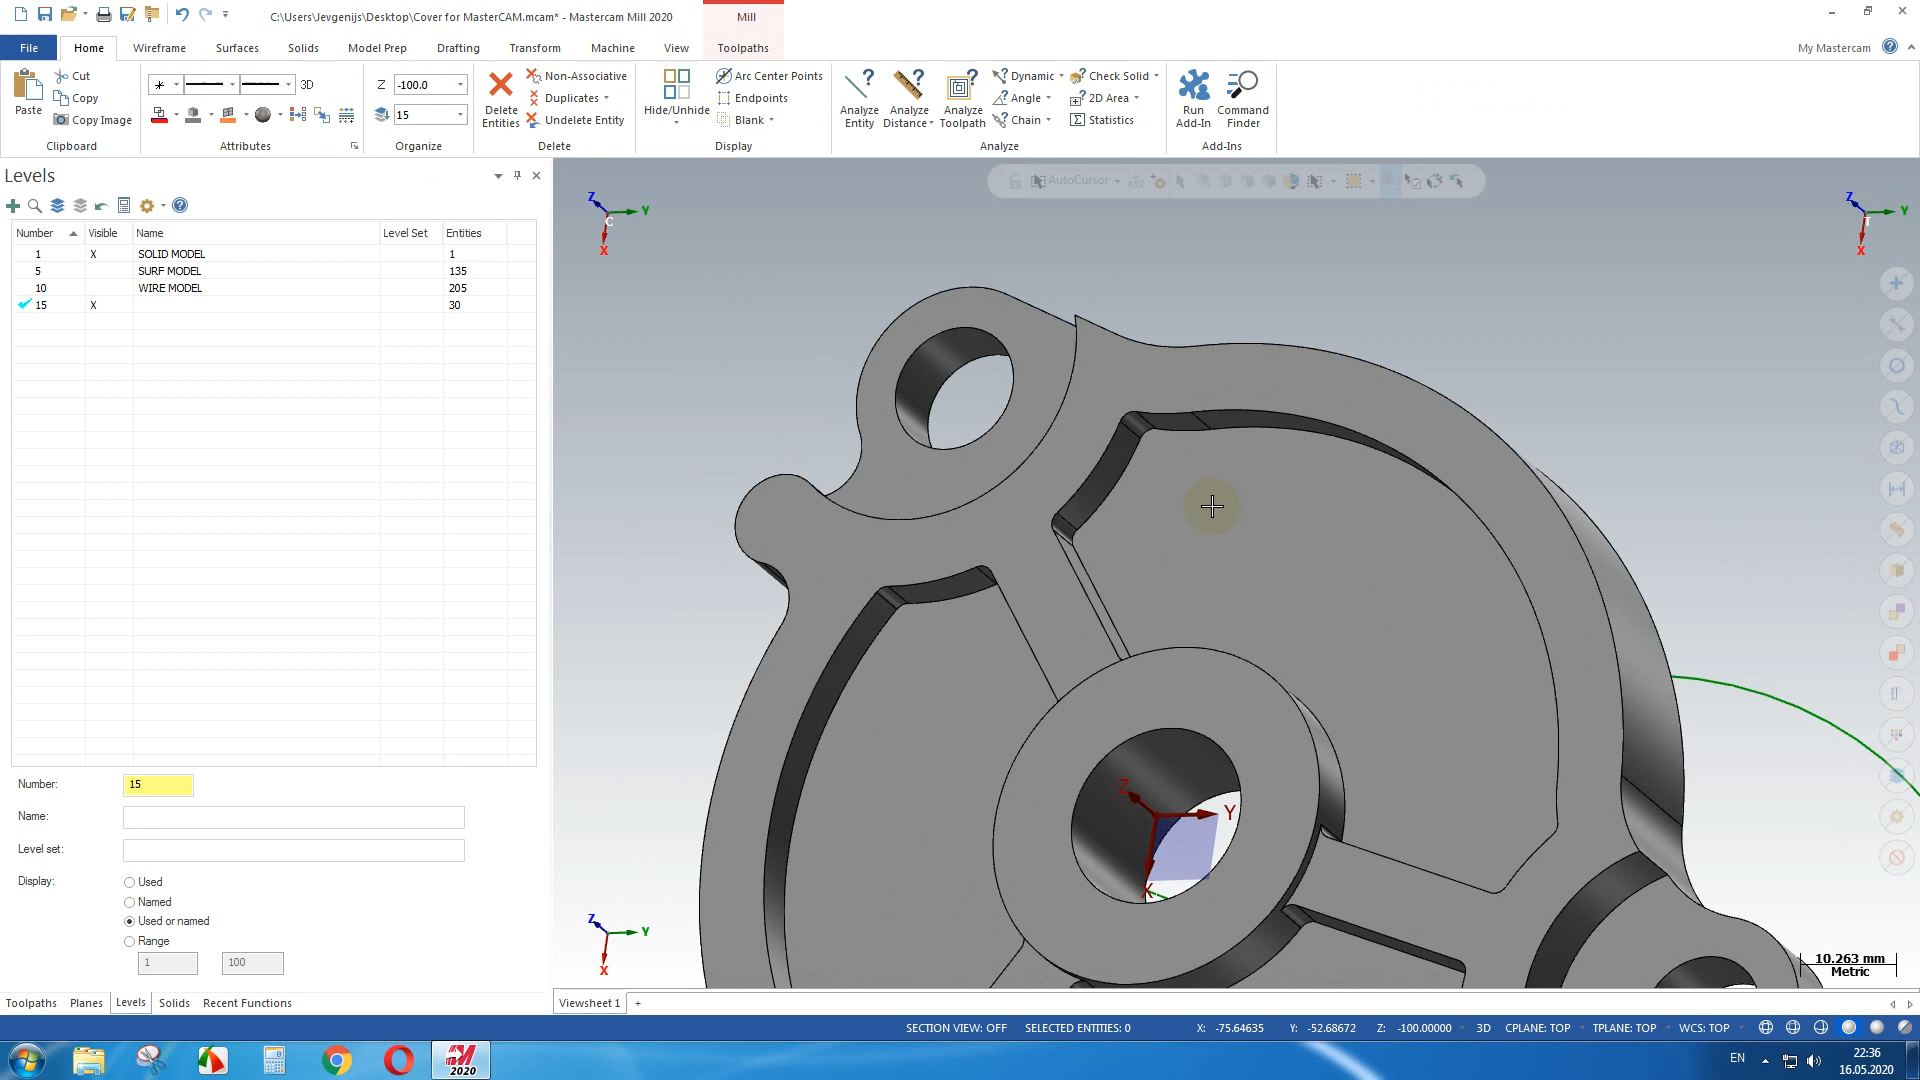 C:\Users\Jevgenijs\Desktop\Cover for MasterCAM.mcam* - Mastercam Mill 2020
Mill
File
Home
Wireframe
Surfaces
Solids
Model Prep
Drafting
Transform
Machine
View
Toolpaths
My Mastercam
Paste
Cut
Copy
Copy Image
Clipboard
3D
Attributes
Z
-100.0
15
Organize
Delete Entities
Non-Associative
Duplicates
Undelete Entity
Delete
Hide/Unhide
Arc Center Points
Endpoints
Blank
Display
Analyze Entity
Analyze Distance
Analyze Toolpath
Dynamic
Angle
Chain
Check Solid
2D Area
Statistics
Analyze
Run Add-In
Command Finder
Add-Ins
Levels
Number Visible Name Level Set Entities
1 X SOLID MODEL 1
5 SURF MODEL 135
10 WIRE MODEL 205
15 X 30
Number: 15
Name:
Level set:
Display:
Used
Named
Used or named
Range
1 100
Toolpaths Planes Levels Solids Recent Functions
AutoCursor
Z Y X C
Z Y X T
Z Y X
Z Y X
10.263 mm
Metric
Viewsheet 1 +
SECTION VIEW: OFF SELECTED ENTITIES: 0 X: -75.64635 Y: -52.68672 Z: -100.00000 3D CPLANE: TOP TPLANE: TOP WCS: TOP
2020
EN
22:36
16.05.2020